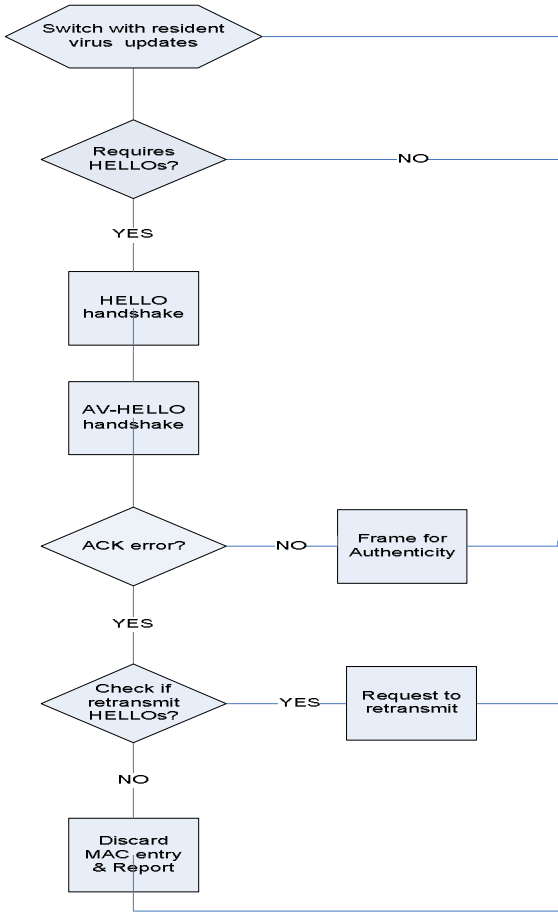 Switch with resident
virus updates
Requires
HELLOs?
NO
YES
HELLO
handshake
AV-HELLO
handshake
ACK error?
NO
Frame for
Authenticity
YES
Check if
retransmit
HELLOs?
YES
Request to
retransmit
NO
Discard
MAC entry
& Report